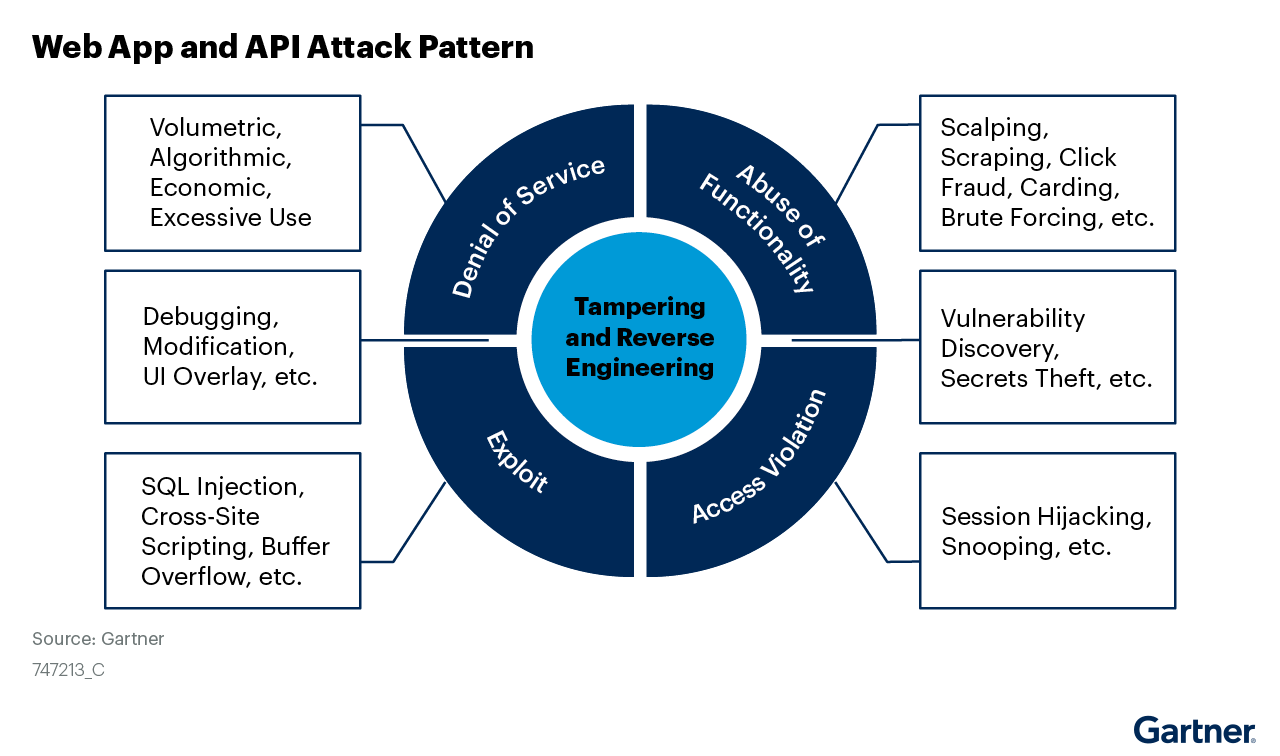 Web App and API Attack Pattern
Volumetric,
Algorithmic,
Economic,
Excessive Use
Debugging,
Modification,
UI Overlay, etc.
SQL Injection,
Cross-Site
Scripting, Buffer
Overflow, etc.
Denial of Service
Abuse of
Functionality
Tampering
and Reverse
Engineering
Exploit
Access Violation
Scalping,
Scraping, Click
Fraud, Carding,
Brute Forcing, etc.
Vulnerability
Discovery,
Secrets Theft, etc.
Session Hijacking,
Snooping, etc.
Source: Gartner
747213_C
Gartner®